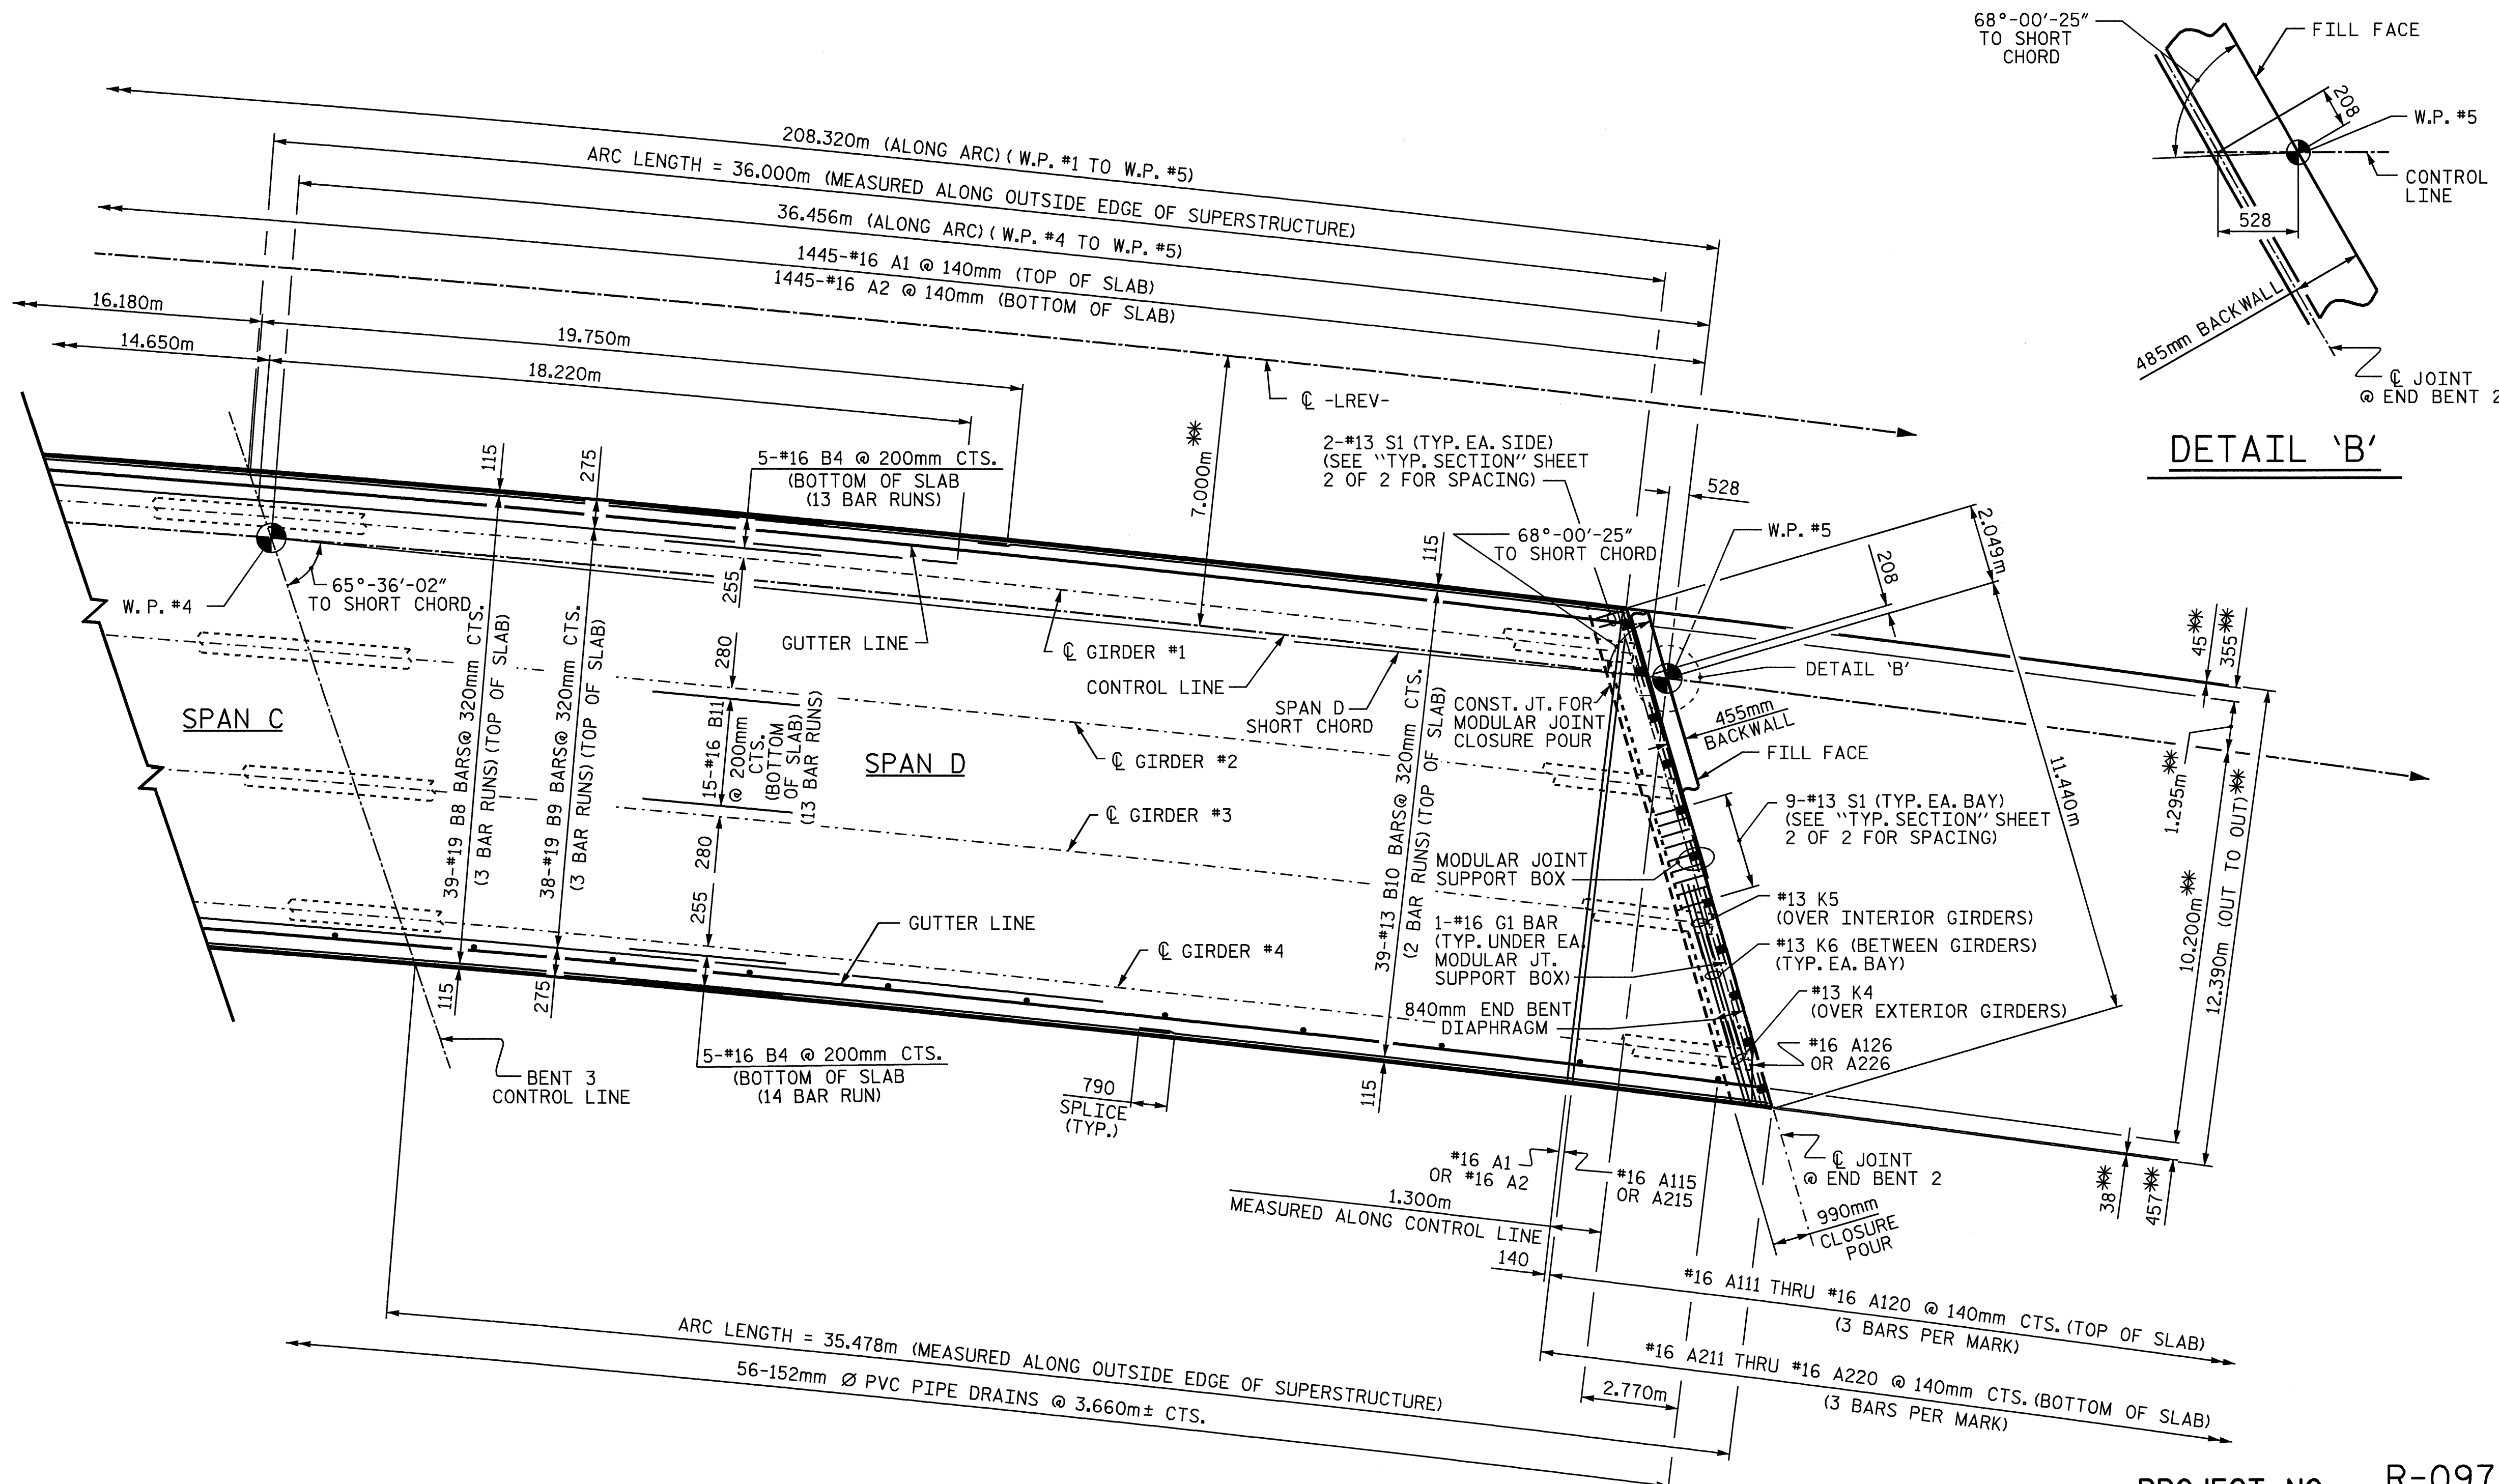 208.320m (ALONG ARC) ( W.P. #1 TO W.P. #5)
ARC LENGTH = 36.000m (MEASURED ALONG OUTSIDE EDGE OF SUPERSTRUCTURE)
36.456m (ALONG ARC) ( W.P. #4 TO W.P. #5)
1445-#16 A1 @ 140mm (TOP OF SLAB)
1445-#16 A2 @ 140mm (BOTTOM OF SLAB)
16.180m
19.750m
14.650m
18.220m
℄ -LREV-
7.000m **
68°-00'-25"
TO SHORT
CHORD
FILL FACE
208
W.P. #5
CONTROL
LINE
528
485mm BACKWALL
℄ JOINT
@ END BENT 2
DETAIL 'B'
115
275
5-#16 B4 @ 200mm CTS.
(BOTTOM OF SLAB
(13 BAR RUNS)
255
2-#13 S1 (TYP. EA. SIDE)
(SEE "TYP. SECTION" SHEET
2 OF 2 FOR SPACING)
528
115
68°-00'-25"
TO SHORT CHORD
W.P. #5
2.049m
208
W. P. #4
65°-36'-02"
TO SHORT CHORD
39-#19 B8 BARS@ 320mm CTS.
(3 BAR RUNS) (TOP OF SLAB)
38-#19 B9 BARS@ 320mm CTS.
(3 BAR RUNS) (TOP OF SLAB)
280
GUTTER LINE
℄ GIRDER #1
CONTROL LINE
SPAN D
SHORT CHORD
CONST. JT. FOR
MODULAR JOINT
CLOSURE POUR
DETAIL 'B'
455mm
BACKWALL
FILL FACE
45**
355**
SPAN C
15-#16 B11
@ 200mm
CTS.
(BOTTOM
OF SLAB)
(13 BAR RUNS)
SPAN D
℄ GIRDER #2
℄ GIRDER #3
11.440m
1.295m **
10.200m **
12.390m (OUT TO OUT)**
9-#13 S1 (TYP. EA. BAY)
(SEE "TYP. SECTION" SHEET
2 OF 2 FOR SPACING)
280
255
39-#13 B10 BARS@ 320mm CTS.
(2 BAR RUNS) (TOP OF SLAB)
MODULAR JOINT
SUPPORT BOX
#13 K5
(OVER INTERIOR GIRDERS)
1-#16 G1 BAR
(TYP. UNDER EA.
MODULAR JT.
SUPPORT BOX)
#13 K6 (BETWEEN GIRDERS)
(TYP. EA. BAY)
#13 K4
(OVER EXTERIOR GIRDERS)
GUTTER LINE
℄ GIRDER #4
840mm END BENT
DIAPHRAGM
#16 A126
OR A226
115
275
BENT 3
CONTROL LINE
5-#16 B4 @ 200mm CTS.
(BOTTOM OF SLAB
(14 BAR RUN)
790
SPLICE
(TYP.)
115
#16 A1
OR #16 A2
#16 A115
OR A215
℄ JOINT
@ END BENT 2
38**
457**
1.300m
MEASURED ALONG CONTROL LINE
990mm
CLOSURE
POUR
140
#16 A111 THRU #16 A120 @ 140mm CTS. (TOP OF SLAB)
(3 BARS PER MARK)
#16 A211 THRU #16 A220 @ 140mm CTS. (BOTTOM OF SLAB)
(3 BARS PER MARK)
2.770m
ARC LENGTH = 35.478m (MEASURED ALONG OUTSIDE EDGE OF SUPERSTRUCTURE)
56-152mm Ø PVC PIPE DRAINS @ 3.660m± CTS.
PROJECT NO. R-097